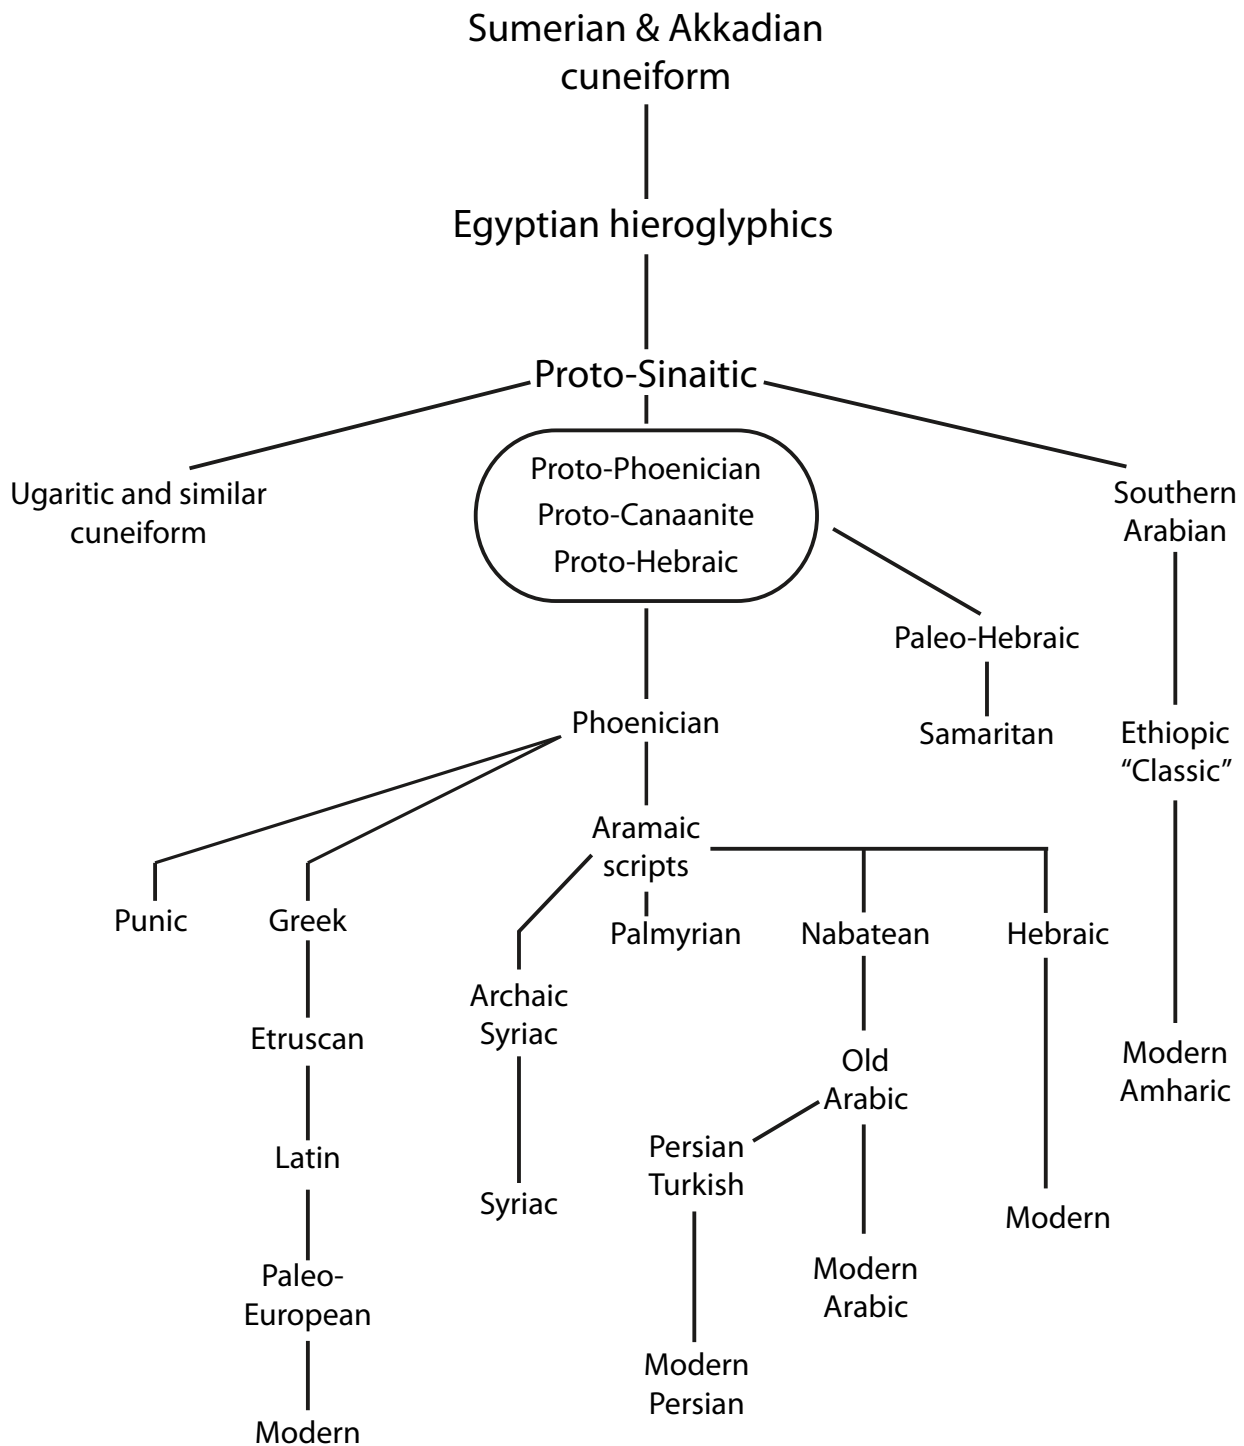 Sumerian & Akkadian
cuneiform
Egyptian hieroglyphics
Proto-Sinaitic
Proto-Phoenician
Proto-Canaanite
Proto-Hebraic
Ugaritic and similar
cuneiform
Southern
Arabian
Paleo-Hebraic
Samaritan
Phoenician
Ethiopic
“Classic”
Aramaic
scripts
Punic
Greek
Palmyrian
Nabatean
Hebraic
Archaic
Syriac
Etruscan
Old
Arabic
Modern
Amharic
Persian
Turkish
Latin
Syriac
Modern
Paleo-
European
Modern
Arabic
Modern
Persian
Modern